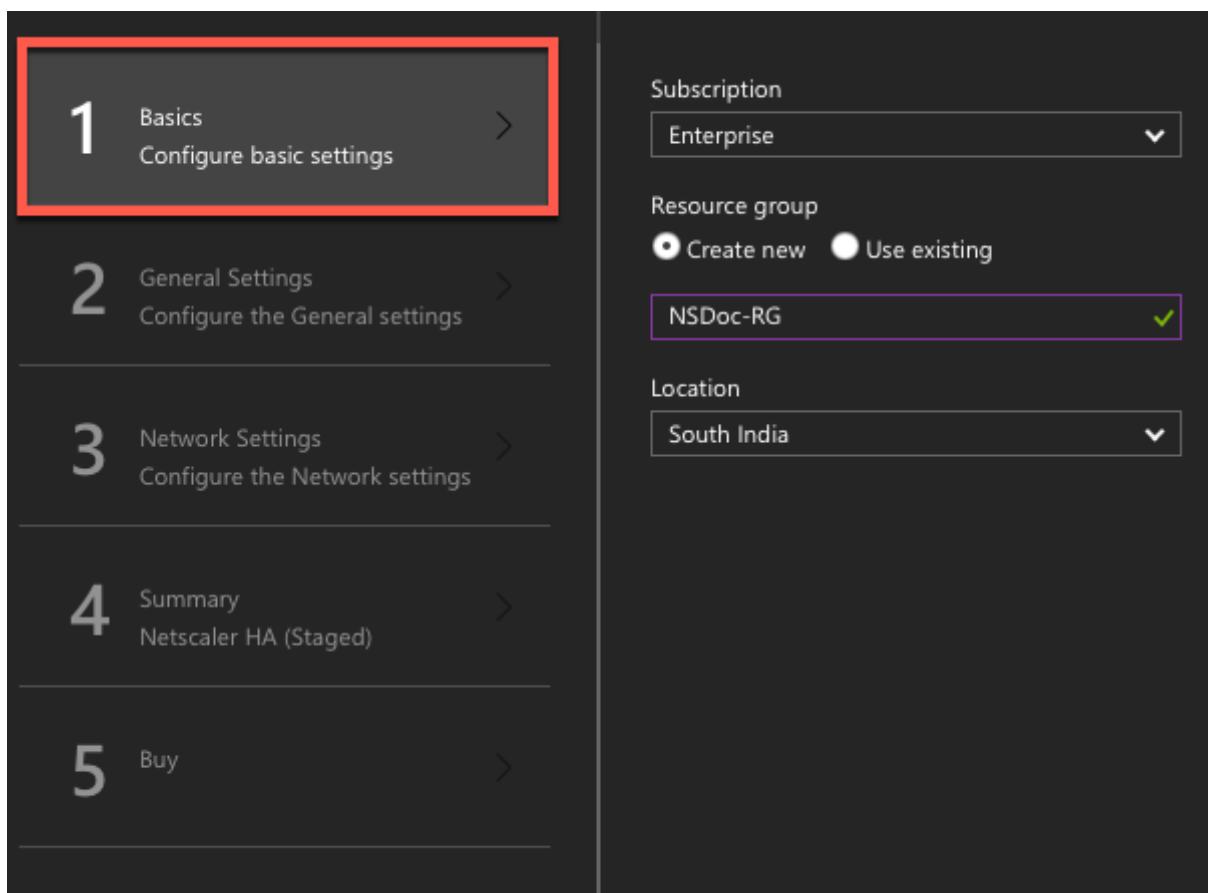 1
Basics
Configure basic settings
2
General Settings
Configure the General settings
3
Network Settings
Configure the Network settings
4
Summary
Netscaler HA (Staged)
5
Buy
Subscription
Enterprise
Resource group
Create new Use existing
NSDoc-RG
Location
South India